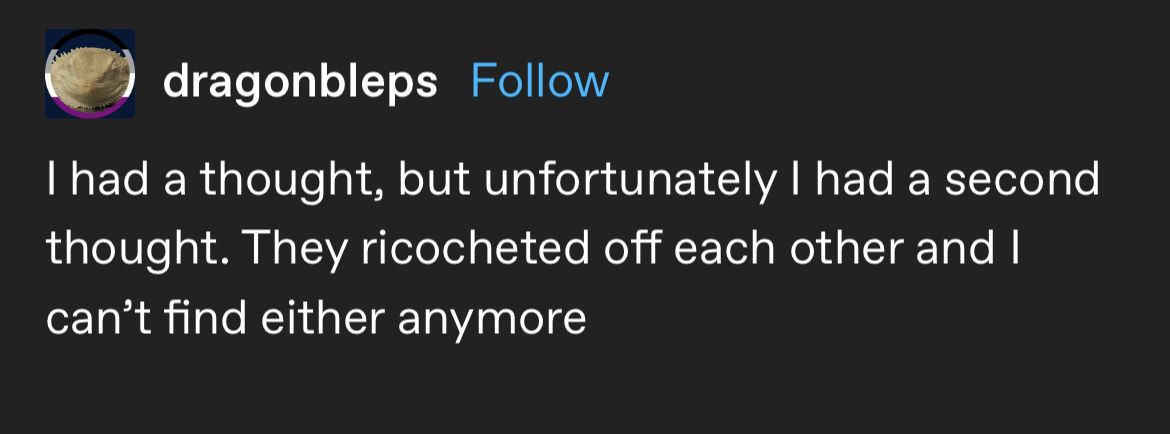 dragonbleps Follow
I had a thought, but unfortunately I had a second
thought. They ricocheted off each other and I
can’t find either anymore